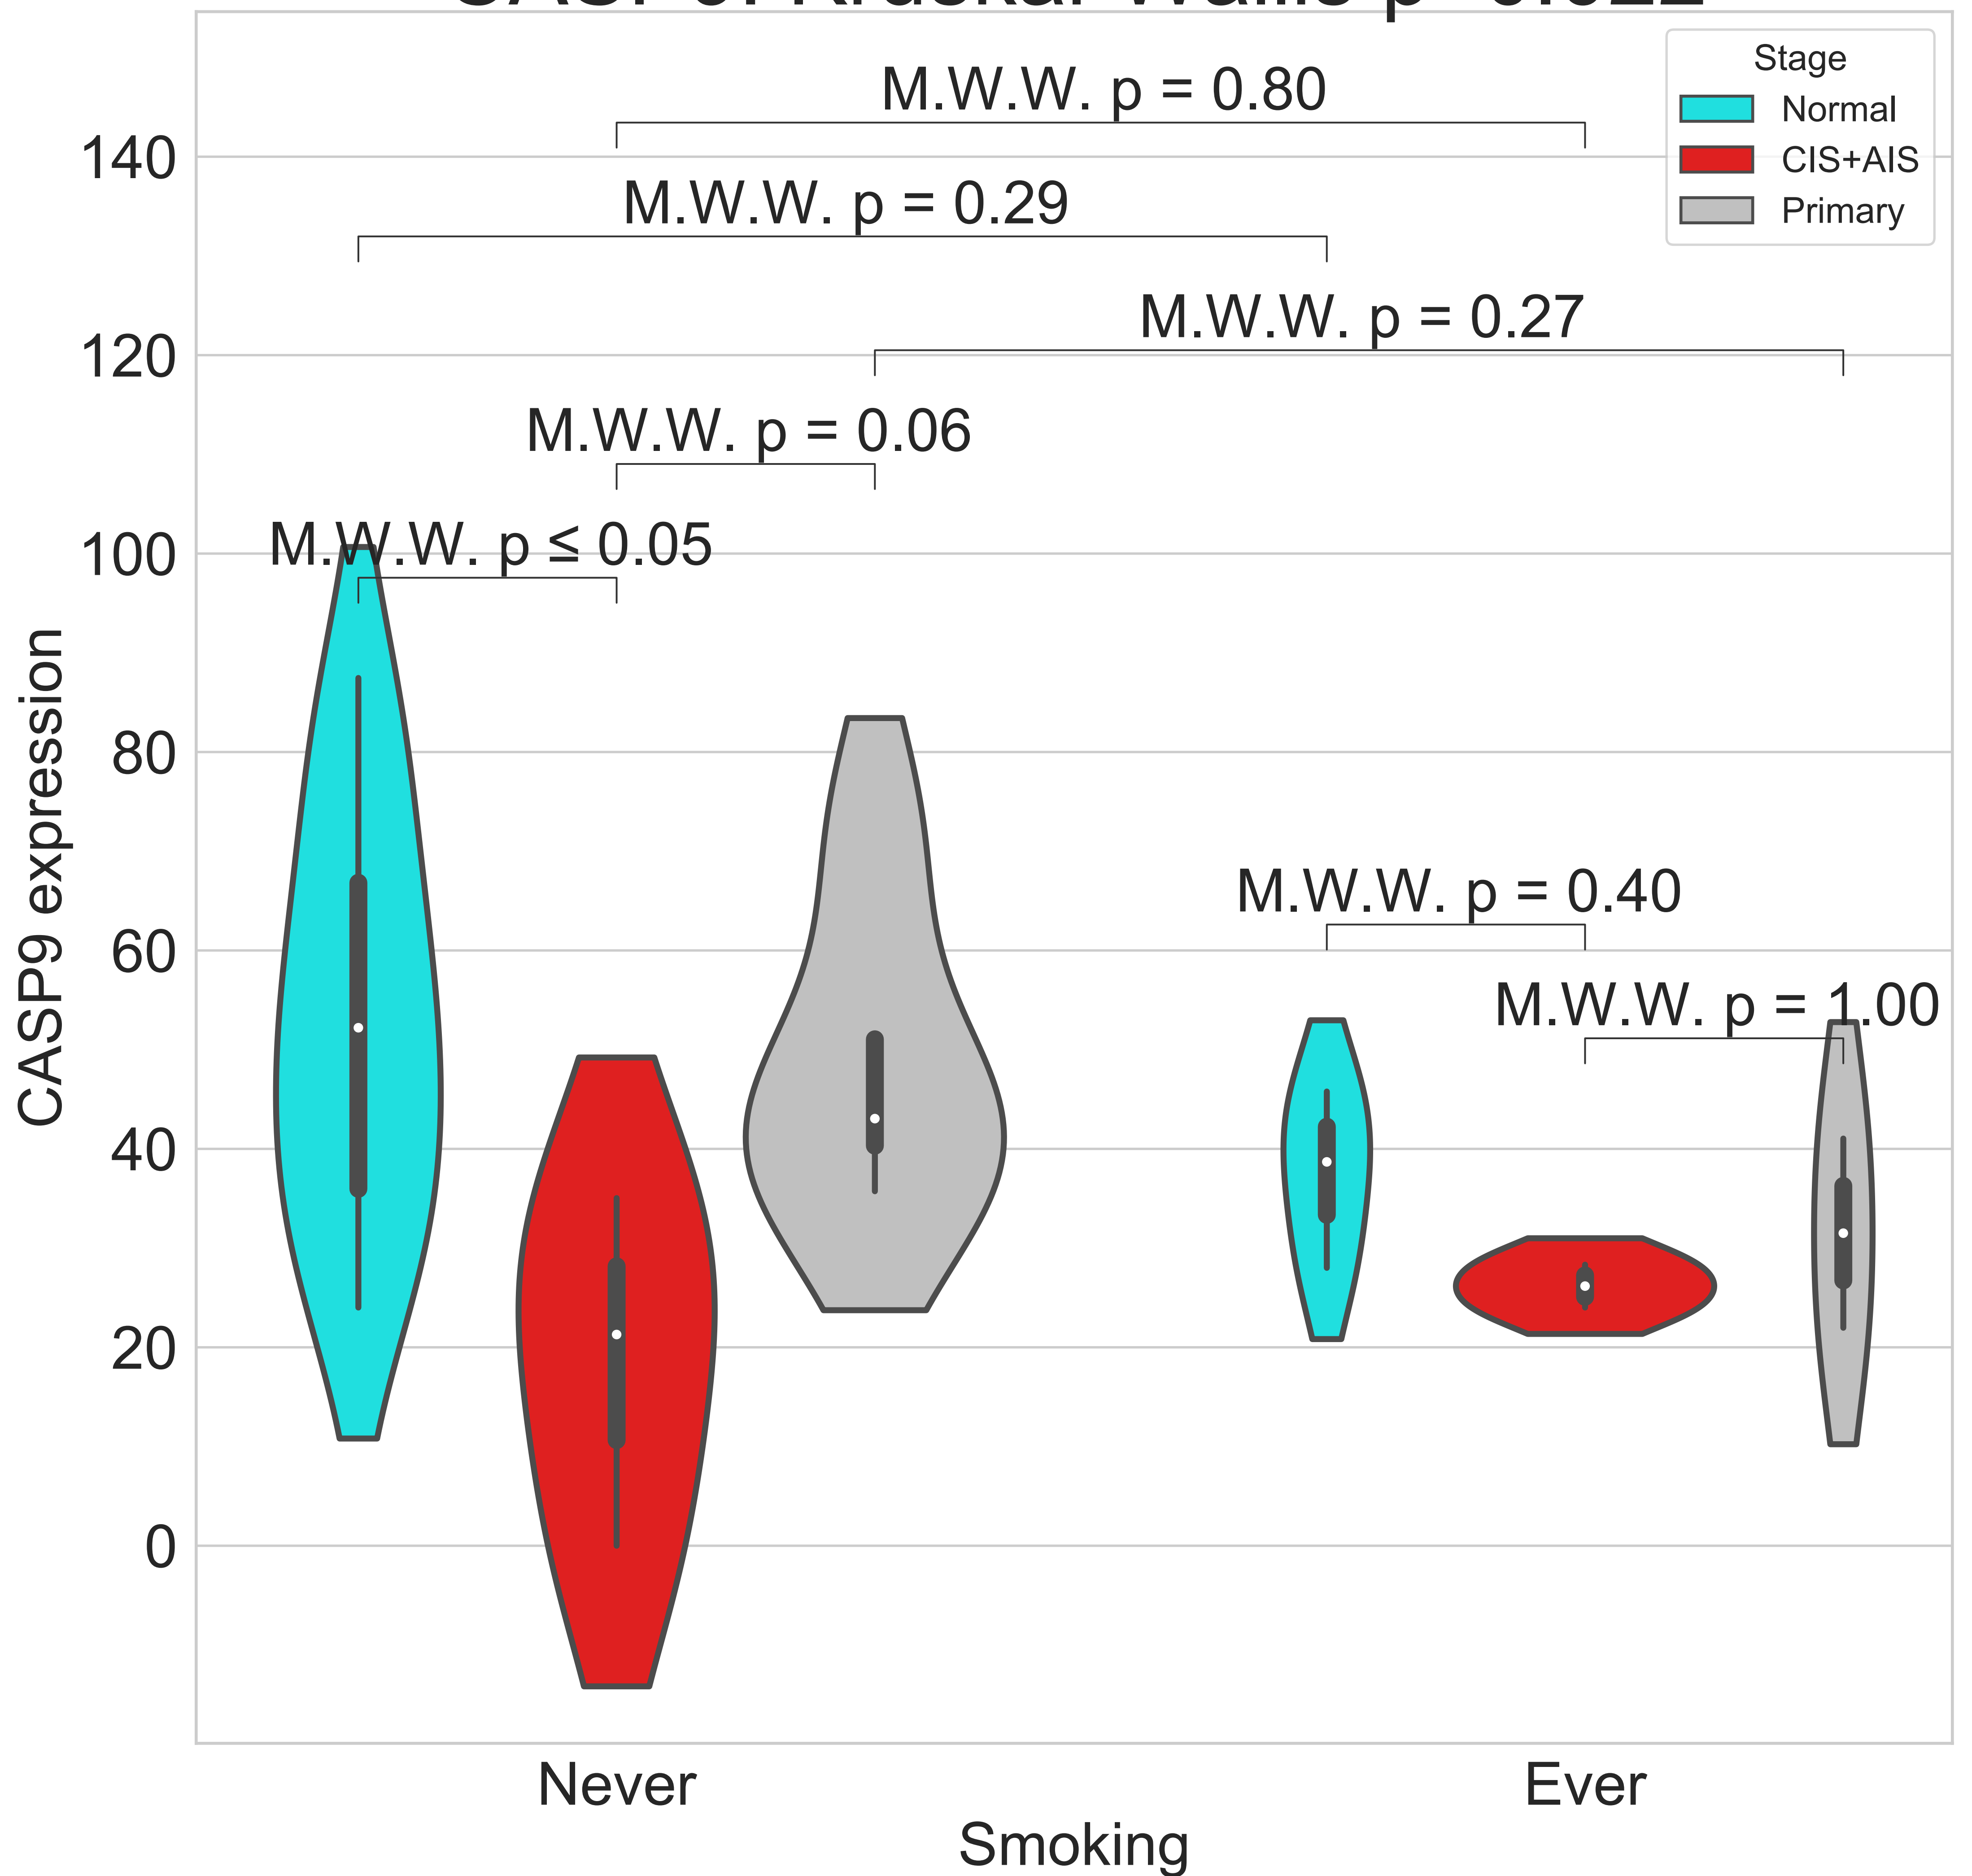 Stage
Normal
CIS+AIS
Primary
M.W.W. p = 0.80
M.W.W. p = 0.29
M.W.W. p = 0.27
M.W.W. p = 0.06
M.W.W. p ≤ 0.05
M.W.W. p = 0.40
M.W.W. p = 1.00
140
120
100
80
60
40
20
0
CASP9 expression
Never
Ever
Smoking